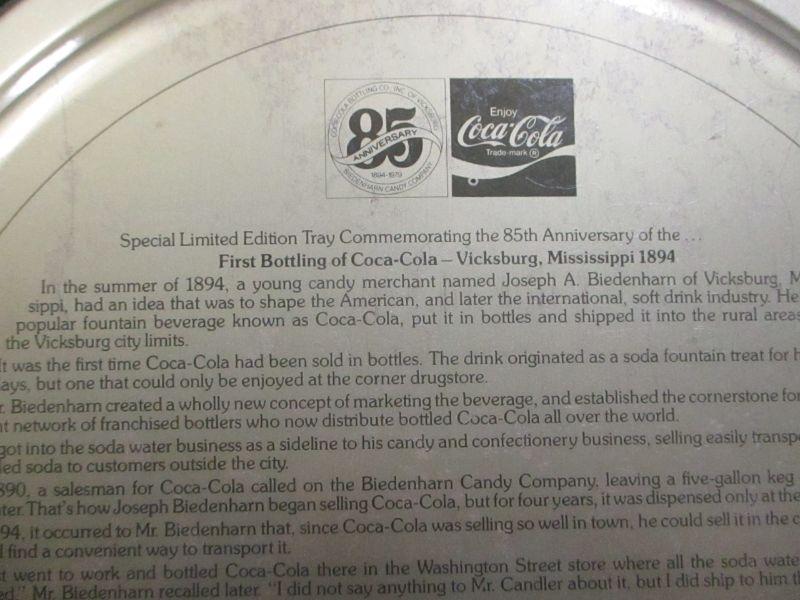 COCA-COLA BOTTLING CO., INC. OF VICKSBURG
85
ANNIVERSARY
1894-1979
BIEDENHARN CANDY COMPANY
Enjoy
Coca-Cola
Trade-mark ®
Special Limited Edition Tray Commemorating the 85th Anniversary of the ...
First Bottling of Coca-Cola – Vicksburg, Mississippi 1894
In the summer of 1894, a young candy merchant named Joseph A. Biedenharn of Vicksburg, M
sippi, had an idea that was to shape the American, and later the international, soft drink industry. He
popular fountain beverage known as Coca-Cola, put it in bottles and shipped it into the rural areas
the Vicksburg city limits.
It was the first time Coca-Cola had been sold in bottles. The drink originated as a soda fountain treat for h
lays, but one that could only be enjoyed at the corner drugstore.
r. Biedenharn created a wholly new concept of marketing the beverage, and established the cornerstone for
nt network of franchised bottlers who now distribute bottled Coca-Cola all over the world.
got into the soda water business as a sideline to his candy and confectionery business, selling easily transpo
led soda to customers outside the city.
890, a salesman for Coca-Cola called on the Biedenharn Candy Company, leaving a five-gallon keg
ter. That's how Joseph Biedenharn began selling Coca-Cola, but for four years, it was dispensed only at the
94, it occurred to Mr. Biedenharn that, since Coca-Cola was selling so well in town, he could sell it in the c
d find a convenient way to transport it.
st went to work and bottled Coca-Cola there in the Washington Street store where all the soda wate
ed," Mr. Biedenharn recalled later. "I did not say anything to Mr. Candler about it, but I did ship to him th